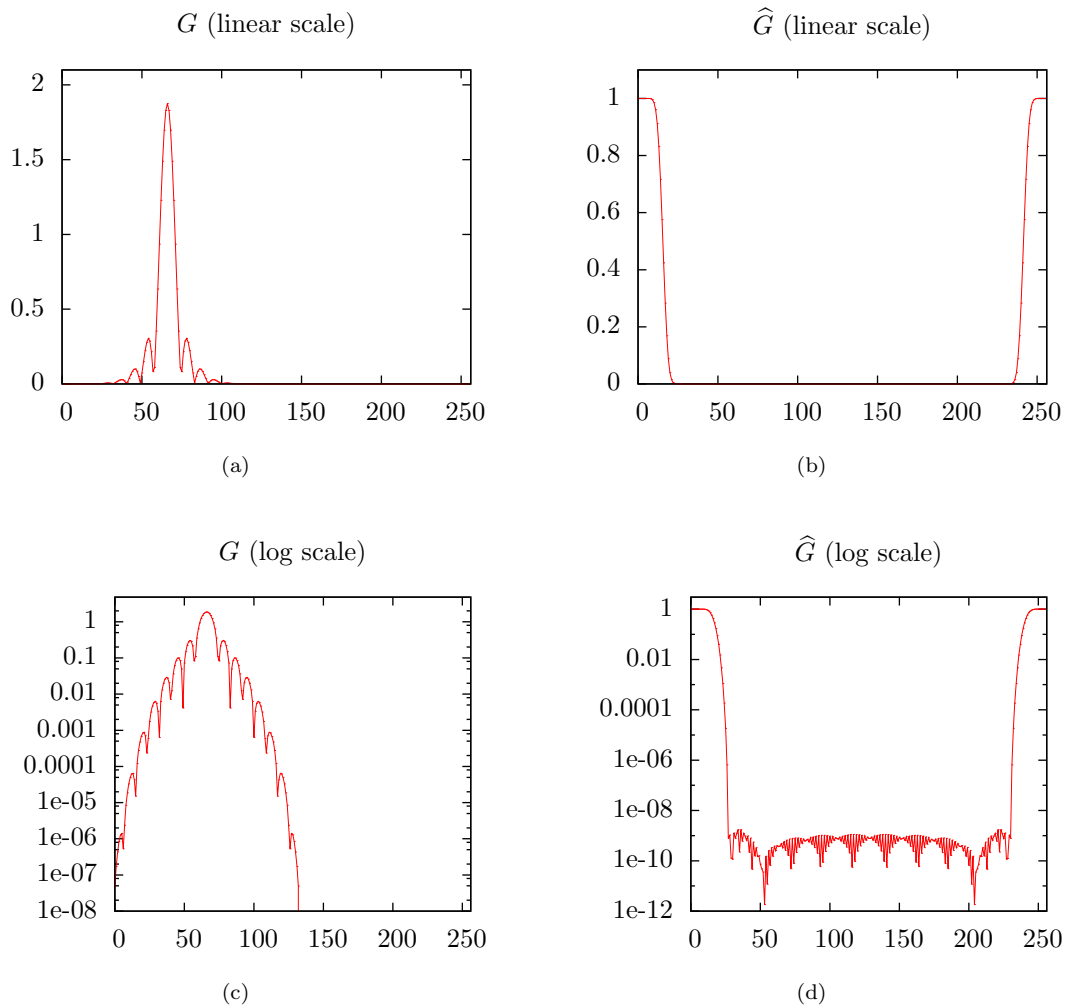 G (linear scale)
2
1.5
1
0.5
0
0 50 100 150 200 250
(a)
Ĝ (linear scale)
1
0.8
0.6
0.4
0.2
0
0 50 100 150 200 250
(b)
G (log scale)
1
0.1
0.01
0.001
0.0001
1e-05
1e-06
1e-07
1e-08
0 50 100 150 200 250
(c)
Ĝ (log scale)
1
0.01
0.0001
1e-06
1e-08
1e-10
1e-12
0 50 100 150 200 250
(d)